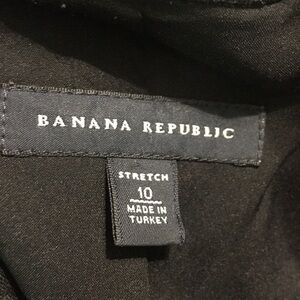 BANANA REPUBLIC
STRETCH
10
MADE IN
TURKEY